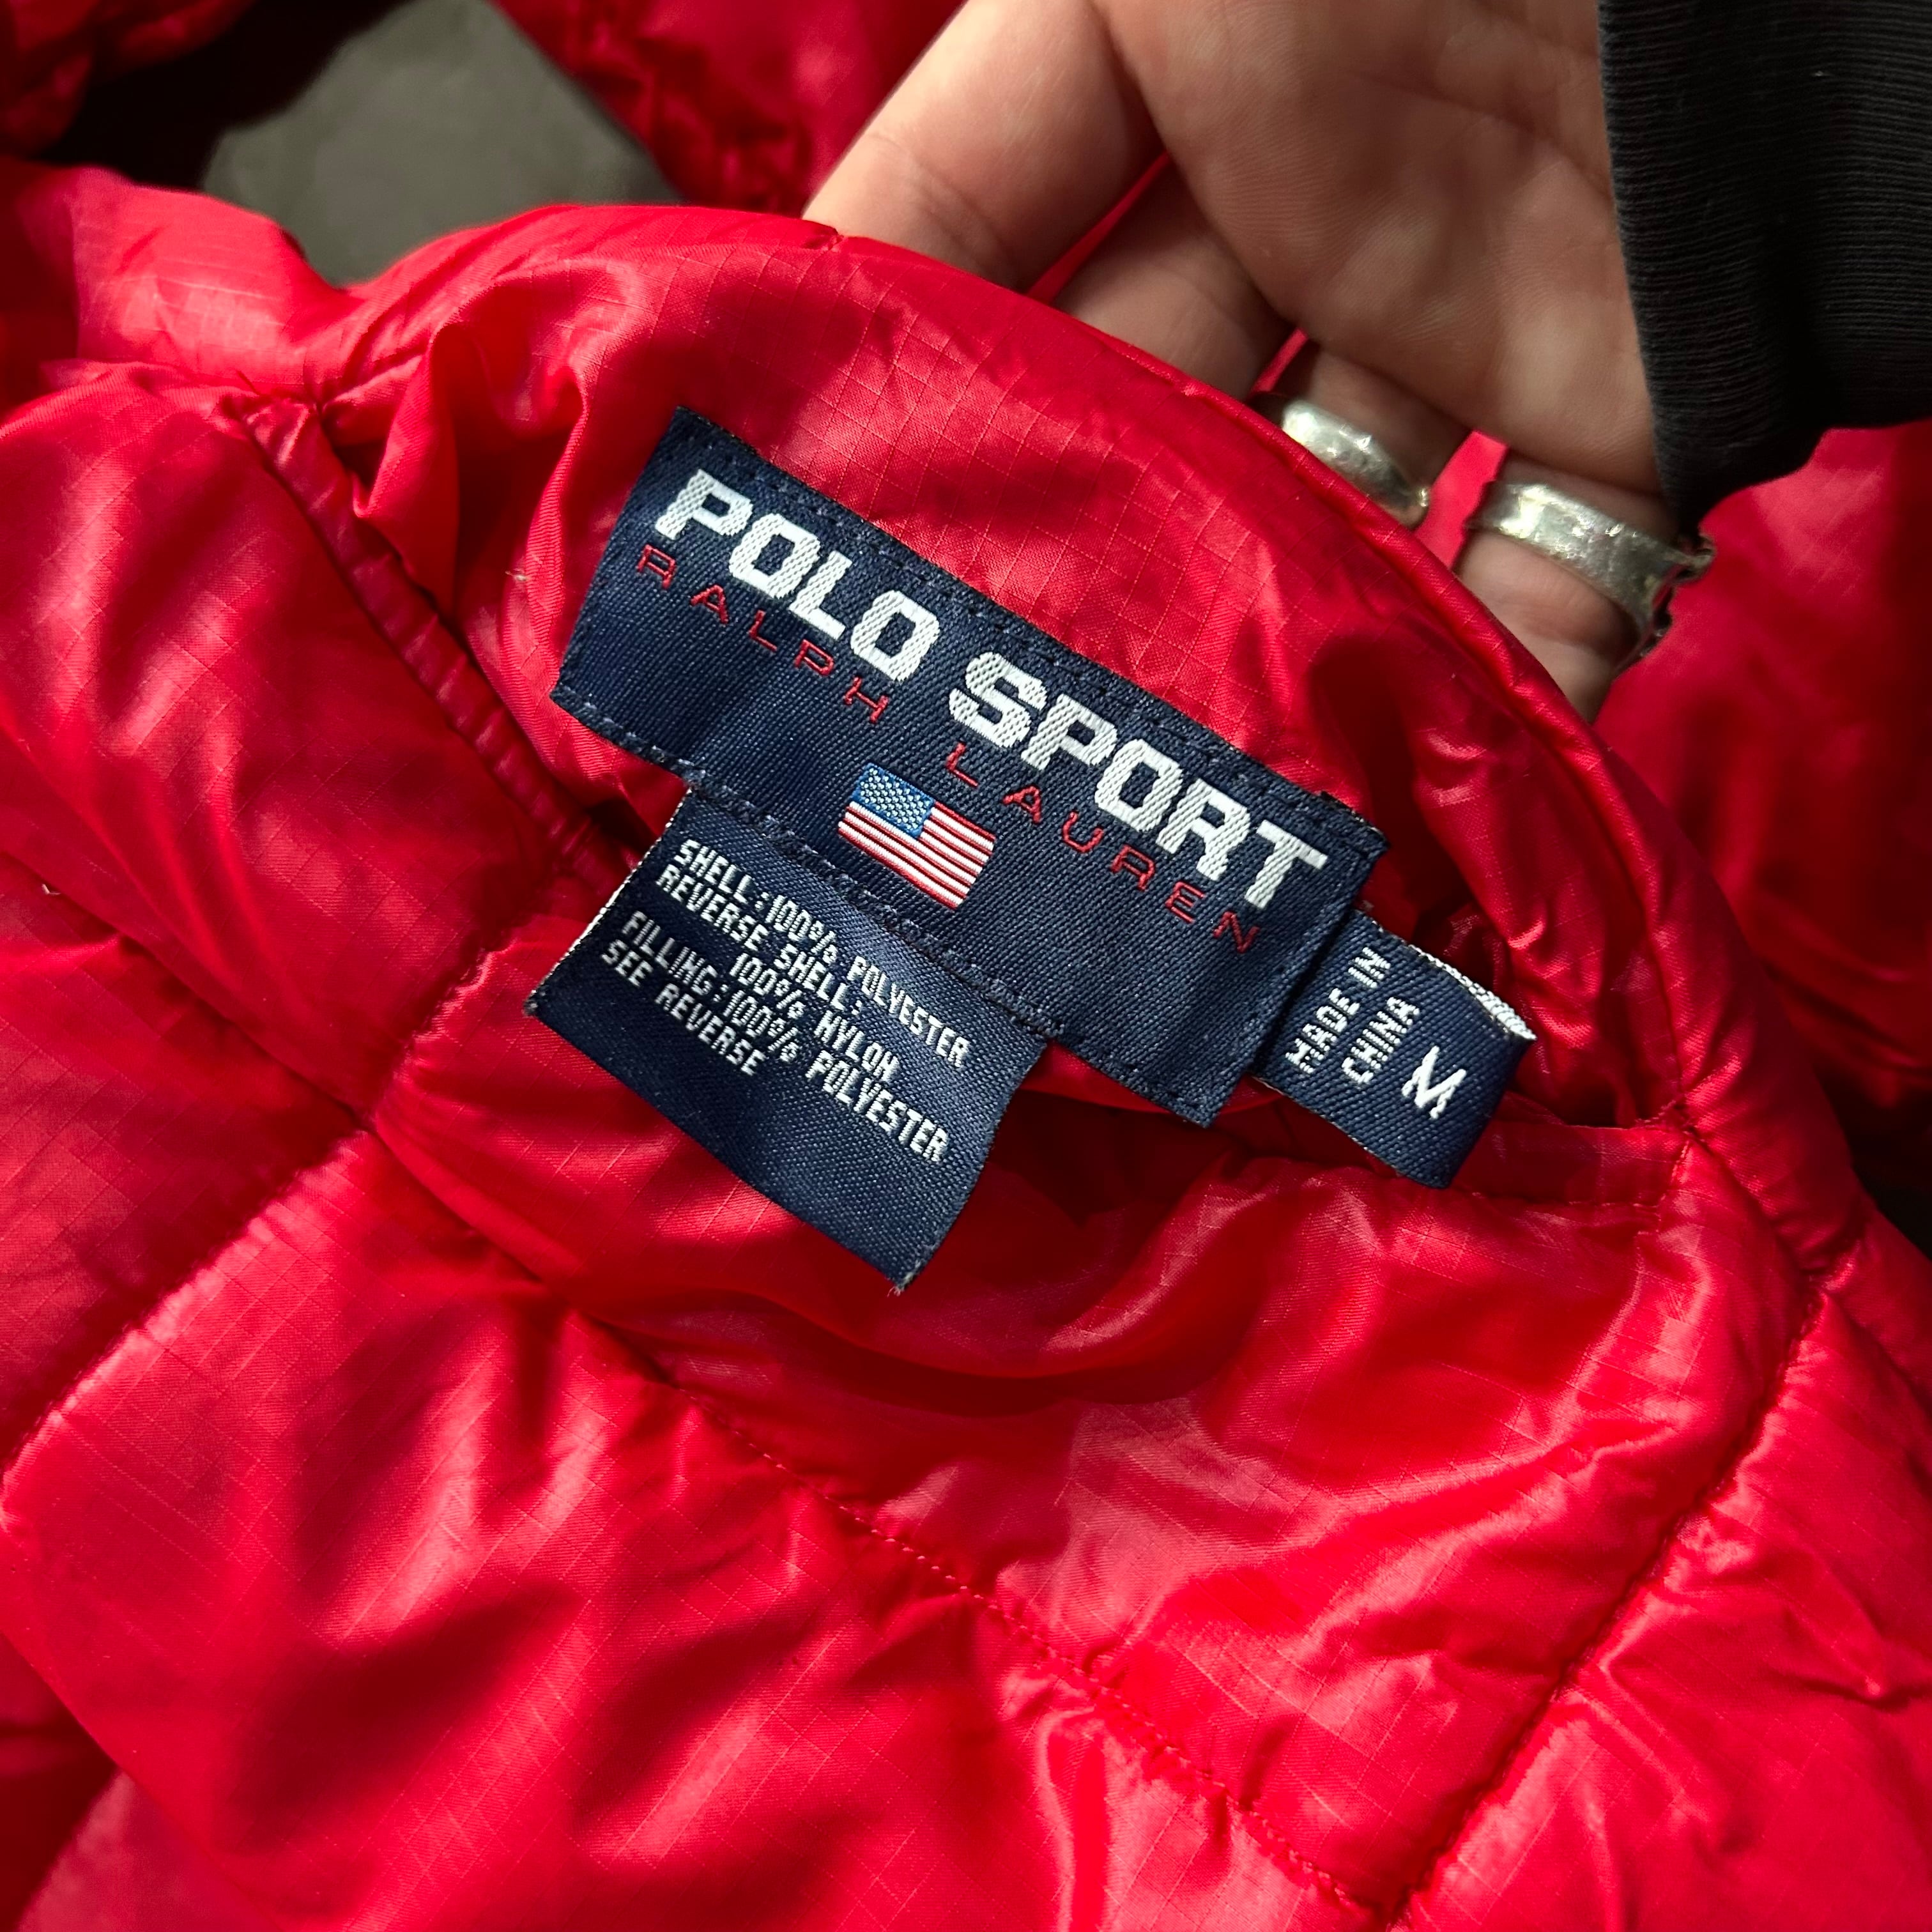 POLO SPORT
RALPH LAUREN
SHELL: 100% POLYESTER
REVERSE SHELL:
100% NYLON
FILLING: 100% POLYESTER
SEE REVERSE
MADE IN
CHINA
M